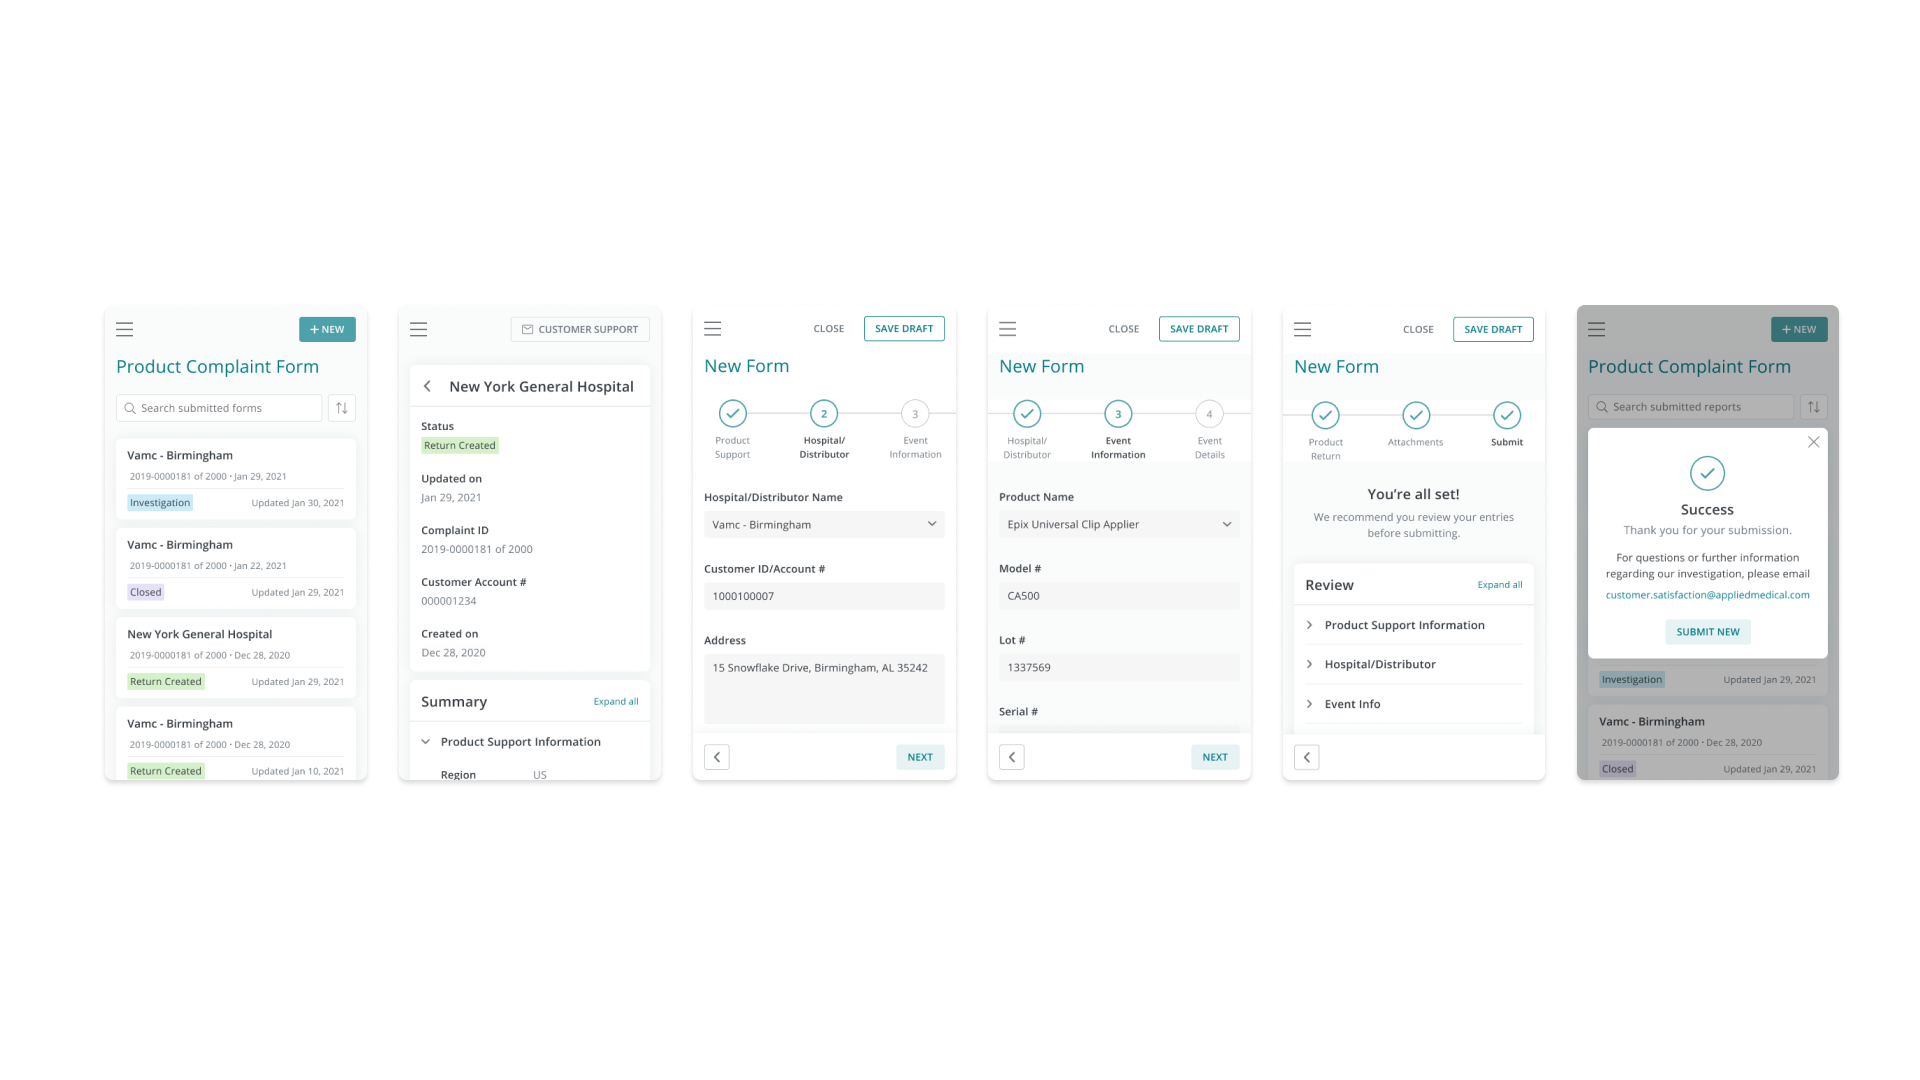 + NEW
Product Complaint Form
Search submitted forms
Vamc - Birmingham
2019-0000181 of 2000 • Jan 29, 2021
Investigation Updated Jan 30, 2021
Vamc - Birmingham
2019-0000181 of 2000 • Jan 22, 2021
Closed Updated Jan 29, 2021
New York General Hospital
2019-0000181 of 2000 • Dec 28, 2020
Return Created Updated Jan 29, 2021
Vamc - Birmingham
2019-0000181 of 2000 • Dec 28, 2020
Return Created Updated Jan 10, 2021
CUSTOMER SUPPORT
New York General Hospital
Status
Return Created
Updated on
Jan 29, 2021
Complaint ID
2019-0000181 of 2000
Customer Account #
000001234
Created on
Dec 28, 2020
Summary Expand all
Product Support Information
Region US
CLOSE SAVE DRAFT
New Form
2 3
Product Hospital/ Event
Support Distributor Information
Hospital/Distributor Name
Vamc - Birmingham
Customer ID/Account #
1000100007
Address
15 Snowflake Drive, Birmingham, AL 35242
NEXT
CLOSE SAVE DRAFT
New Form
3 4
Hospital/ Event Event
Distributor Information Details
Product Name
Epix Universal Clip Applier
Model #
CA500
Lot #
1337569
Serial #
NEXT
CLOSE SAVE DRAFT
New Form
Product Attachments Submit
Return
You’re all set!
We recommend you review your entries
before submitting.
Review Expand all
Product Support Information
Hospital/Distributor
Event Info
+ NEW
Product Complaint Form
Search submitted reports
Success
Thank you for your submission.
For questions or further information
regarding our investigation, please email
customer.satisfaction@appliedmedical.com
SUBMIT NEW
Investigation Updated Jan 29, 2021
Vamc - Birmingham
2019-0000181 of 2000 • Dec 28, 2020
Closed Updated Jan 29, 2021